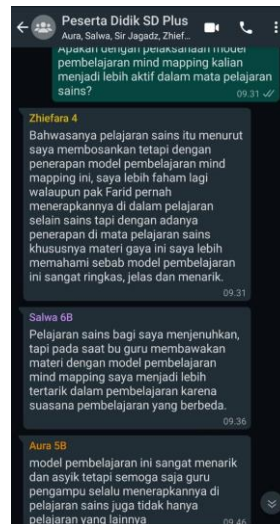 Peserta Didik SD Plus
Aura, Salwa, Sir Jagadz, Zhief...
Apakah dengan pelaksanaan model
pembelajaran mind mapping kalian
menjadi lebih aktif dalam mata pelajaran
sains?
09.31
Zhiefara 4
Bahwasanya pelajaran sains itu menurut
saya membosankan tetapi dengan
penerapan model pembelajaran mind
mapping ini, saya lebih faham lagi
walaupun pak Farid pernah
menerapkannya di dalam pelajaran
selain sains tapi dengan adanya
penerapan di mata pelajaran sains
khususnya materi gaya ini saya lebih
memahami sebab model pembelajaran
ini sangat ringkas, jelas dan menarik.
09.31
Salwa 6B
Pelajaran sains bagi saya menjenuhkan,
tapi pada saat bu guru membawakan
materi dengan model pembelajaran
mind mapping saya menjadi lebih
tertarik dalam pembelajaran karena
suasana pembelajaran yang berbeda.
09.36
Aura 5B
model pembelajaran ini sangat menarik
dan asyik tetapi semoga saja guru
pengampu selalu menerapkannya di
pelajaran sains juga tidak hanya
pelajaran yang lainnya
09.46